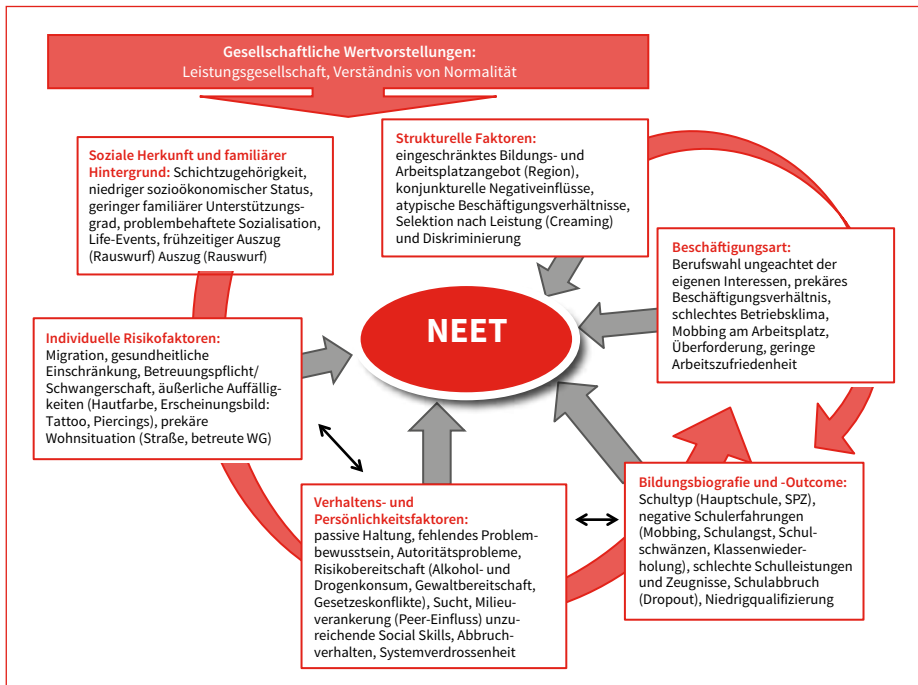 Gesellschaftliche Wertvorstellungen:
Leistungsgesellschaft, Verständnis von Normalität
Soziale Herkunft und familiärer
Hintergrund: Schichtzugehörigkeit,
niedriger sozioökonomischer Status,
geringer familiärer Unterstützungs-
grad, problembehaftete Sozialisation,
Life-Events, frühzeitiger Auszug
(Rauswurf) Auszug (Rauswurf)
Strukturelle Faktoren:
eingeschränktes Bildungs- und
Arbeitsplatzangebot (Region),
konjunkturelle Negativeinflüsse,
atypische Beschäftigungsverhältnisse,
Selektion nach Leistung (Creaming)
und Diskriminierung
Beschäftigungsart:
Berufswahl ungeachtet der
eigenen Interessen, prekäres
Beschäftigungsverhältnis,
schlechtes Betriebsklima,
Mobbing am Arbeitsplatz,
Überforderung, geringe
Arbeitszufriedenheit
NEET
Individuelle Risikofaktoren:
Migration, gesundheitliche
Einschränkung, Betreuungspflicht/
Schwangerschaft, äußerliche Auffällig-
keiten (Hautfarbe, Erscheinungsbild:
Tattoo, Piercings), prekäre
Wohnsituation (Straße, betreute WG)
Verhaltens- und
Persönlichkeitsfaktoren:
passive Haltung, fehlendes Problem-
bewusstsein, Autoritätsprobleme,
Risikobereitschaft (Alkohol- und
Drogenkonsum, Gewaltbereitschaft,
Gesetzeskonflikte), Sucht, Milieu-
verankerung (Peer-Einfluss) unzu-
reichende Social Skills, Abbruch-
verhalten, Systemverdrossenheit
Bildungsbiografie und -Outcome:
Schultyp (Hauptschule, SPZ),
negative Schulerfahrungen
(Mobbing, Schulangst, Schul-
schwänzen, Klassenwieder-
holung), schlechte Schulleistungen
und Zeugnisse, Schulabbruch
(Dropout), Niedrigqualifizierung